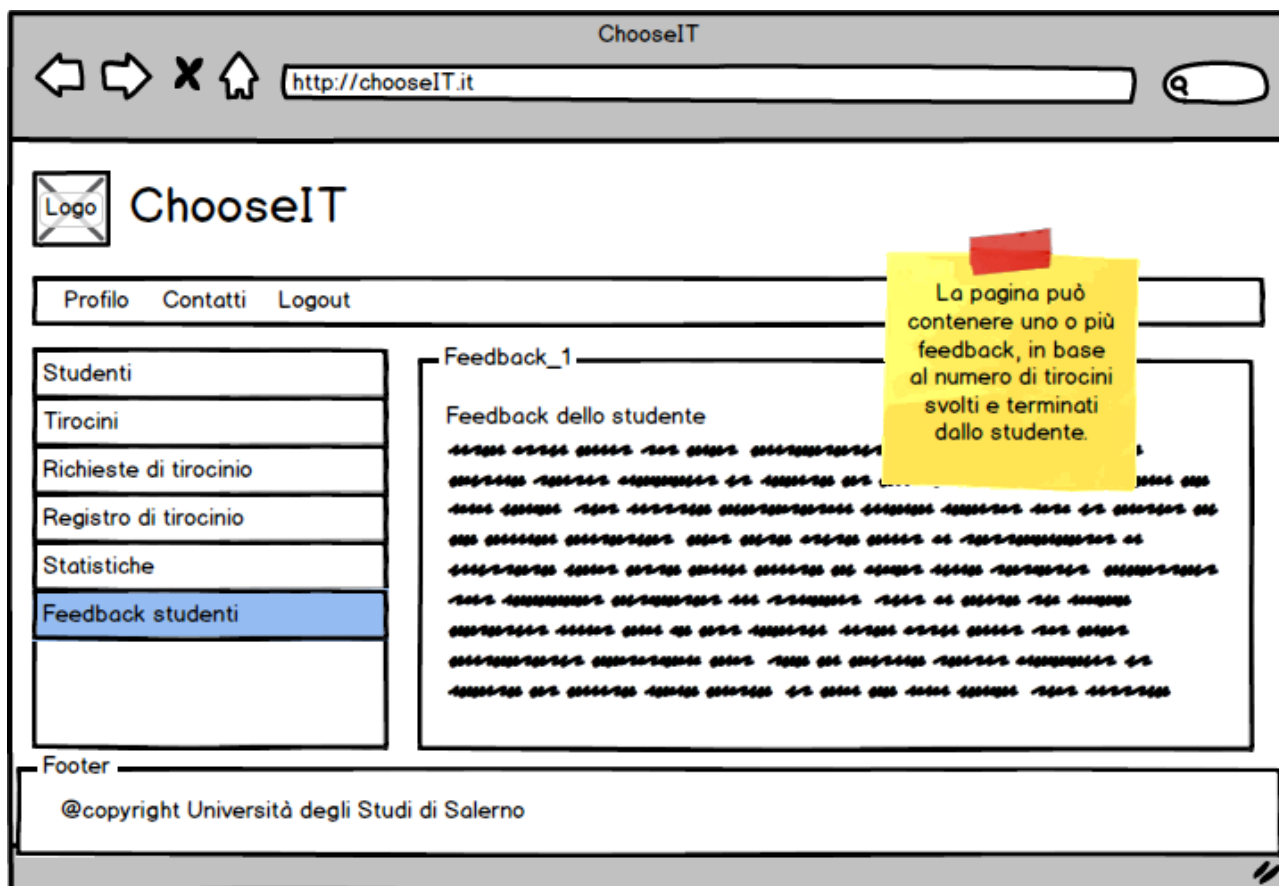 ChooseIT
http://chooseIT.it
Logo
ChooseIT
Profilo Contatti Logout
Studenti
Tirocini
Richieste di tirocinio
Registro di tirocinio
Statistiche
Feedback studenti
Feedback_1
Feedback dello studente
La pagina può
contenere uno o più
feedback, in base
al numero di tirocini
svolti e terminati
dallo studente.
Footer
@copyright Università degli Studi di Salerno